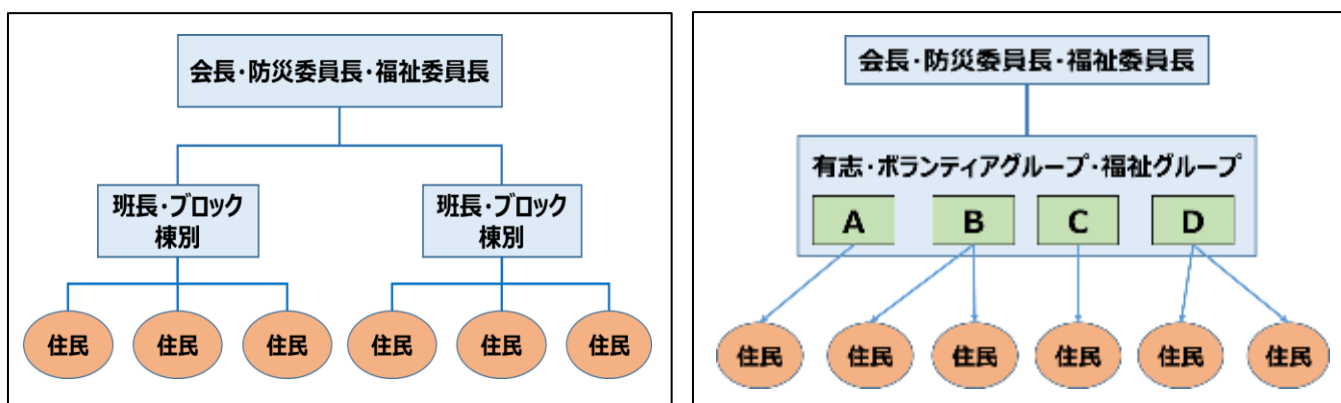 会長・防災委員長・福祉委員長
班長・ブロック
棟別
班長・ブロック
棟別
住民
住民
住民
住民
住民
住民
会長・防災委員長・福祉委員長
有志・ボランティアグループ・福祉グループ
A
B
C
D
住民
住民
住民
住民
住民
住民